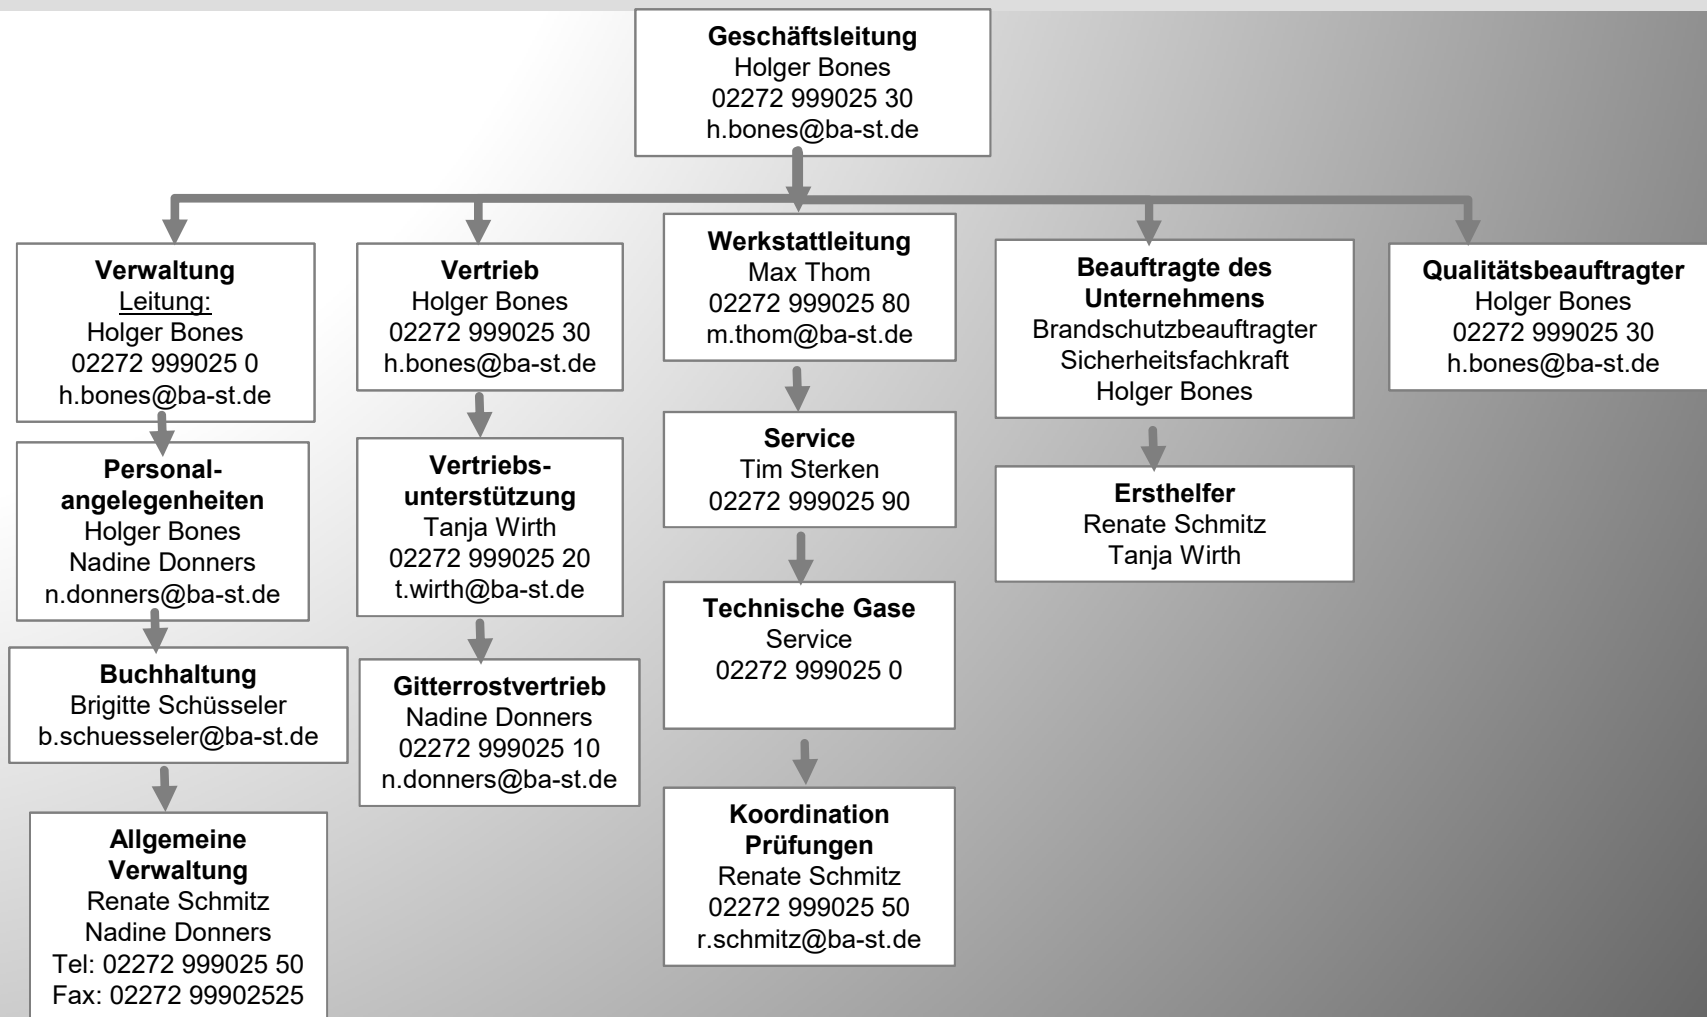 Geschäftsleitung
Holger Bones
02272 999025 30
h.bones@ba-st.de
Verwaltung
Leitung:
Holger Bones
02272 999025 0
h.bones@ba-st.de
Personal-
angelegenheiten
Holger Bones
Nadine Donners
n.donners@ba-st.de
Buchhaltung
Brigitte Schüsseler
b.schuesseler@ba-st.de
Allgemeine
Verwaltung
Renate Schmitz
Nadine Donners
Tel: 02272 999025 50
Fax: 02272 99902525
Vertrieb
Holger Bones
02272 999025 30
h.bones@ba-st.de
Vertriebs-
unterstützung
Tanja Wirth
02272 999025 20
t.wirth@ba-st.de
Gitterrostvertrieb
Nadine Donners
02272 999025 10
n.donners@ba-st.de
Werkstattleitung
Max Thom
02272 999025 80
m.thom@ba-st.de
Service
Tim Sterken
02272 999025 90
Technische Gase
Service
02272 999025 0
Koordination
Prüfungen
Renate Schmitz
02272 999025 50
r.schmitz@ba-st.de
Beauftragte des
Unternehmens
Brandschutzbeauftragter
Sicherheitsfachkraft
Holger Bones
Ersthelfer
Renate Schmitz
Tanja Wirth
Qualitätsbeauftragter
Holger Bones
02272 999025 30
h.bones@ba-st.de